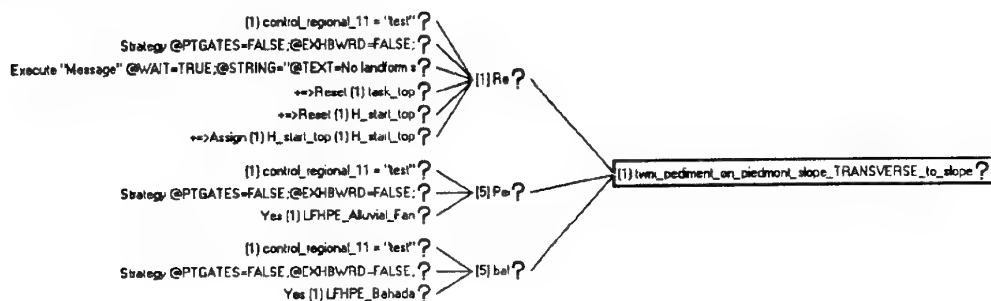 (1) control_regional_11 = "test"?
Strategy @PTGATES=FALSE;@EXHBWRD=FALSE;?
Execute "Message" @WAIT=TRUE;@STRING="@TEXT=No landform s?
+=>Reset (1) task_top?
+=>Reset (1) H_start_top?
+=>Assign (1) H_start_top (1) H_start_top?
[1] Re?
(1) control_regional_11 = "test"?
Strategy @PTGATES=FALSE;@EXHBWRD=FALSE;?
Yes (1) LFHPE_Alluvial_Fan?
[5] Pe?
(1) control_regional_11 = "test"?
Strategy @PTGATES=FALSE;@EXHBWRD=FALSE;?
Yes (1) LFHPE_Bahada?
[5] bal?
(1) pediment_on_piedmont_slope_TRANSVERSE_to_slope?